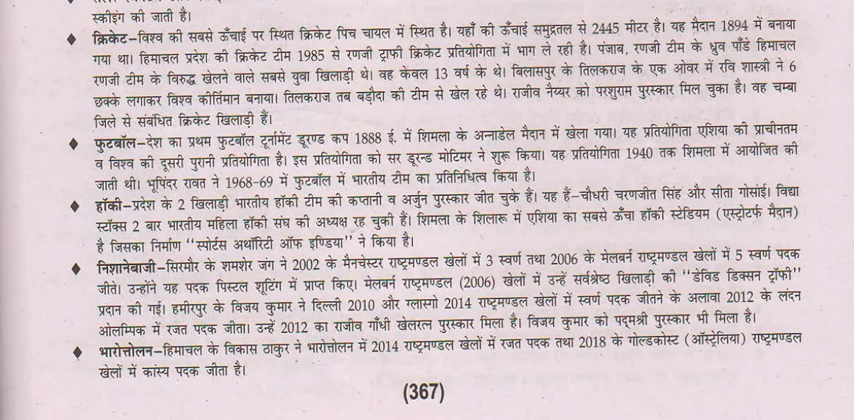 स्कीइंग की जाती है।
♦ क्रिकेट–विश्व की सबसे ऊँचाई पर स्थित क्रिकेट पिच चायल में स्थित है। यहाँ की ऊँचाई समुद्रतल से 2445 मीटर है। यह मैदान 1894 में बनाया
गया था। हिमाचल प्रदेश की क्रिकेट टीम 1985 से रणजी ट्राफी क्रिकेट प्रतियोगिता में भाग ले रही है। पंजाब, रणजी टीम के ध्रुव पाँडे हिमाचल
रणजी टीम के विरुद्ध खेलने वाले सबसे युवा खिलाड़ी थे। वह केवल 13 वर्ष के थे। बिलासपुर के तिलकराज के एक ओवर में रवि शास्त्री ने 6
छक्के लगाकर विश्व कीर्तिमान बनाया। तिलकराज तब बड़ौदा की टीम से खेल रहे थे। राजीव नैय्यर को परशुराम पुरस्कार मिल चुका है। वह चम्बा
जिले से संबंधित क्रिकेट खिलाड़ी हैं।
♦ फुटबॉल–देश का प्रथम फुटबॉल टूर्नामेंट डूरण्ड कप 1888 ई. में शिमला के अन्नाडेल मैदान में खेला गया। यह प्रतियोगिता एशिया की प्राचीनतम
व विश्व की दूसरी पुरानी प्रतियोगिता है। इस प्रतियोगिता को सर डूरन्ड मोटिमर ने शुरू किया। यह प्रतियोगिता 1940 तक शिमला में आयोजित की
जाती थी। भूपिंदर रावत ने 1968-69 में फुटबॉल में भारतीय टीम का प्रतिनिधित्व किया है।
♦ हॉकी–प्रदेश के 2 खिलाड़ी भारतीय हॉकी टीम की कप्तानी व अर्जुन पुरस्कार जीत चुके हैं। यह हैं–चौधरी चरणजीत सिंह और सीता गोसांई। विद्या
स्टॉक्स 2 बार भारतीय महिला हॉकी संघ की अध्यक्ष रह चुकी हैं। शिमला के शिलारू में एशिया का सबसे ऊँचा हॉकी स्टेडियम (एस्ट्रोटर्फ मैदान)
है जिसका निर्माण "स्पोर्टस अथॉरिटी ऑफ इण्डिया" ने किया है।
♦ निशानेबाजी–सिरमौर के शमशेर जंग ने 2002 के मैनचेस्टर राष्ट्रमण्डल खेलों में 3 स्वर्ण तथा 2006 के मेलबर्न राष्ट्रमण्डल खेलों में 5 स्वर्ण पदक
जीते। उन्होंने यह पदक पिस्टल शूटिंग में प्राप्त किए। मेलबर्न राष्ट्रमण्डल (2006) खेलों में उन्हें सर्वश्रेष्ठ खिलाड़ी की "डेविड डिक्सन ट्रॉफी"
प्रदान की गई। हमीरपुर के विजय कुमार ने दिल्ली 2010 और ग्लास्गो 2014 राष्ट्रमण्डल खेलों में स्वर्ण पदक जीतने के अलावा 2012 के लंदन
ओलम्पिक में रजत पदक जीता। उन्हें 2012 का राजीव गाँधी खेलरत्न पुरस्कार मिला है। विजय कुमार को पद्मश्री पुरस्कार भी मिला है।
♦ भारोत्तोलन–हिमाचल के विकास ठाकुर ने भारोत्तोलन में 2014 राष्ट्रमण्डल खेलों में रजत पदक तथा 2018 के गोल्डकोस्ट (ऑस्ट्रेलिया) राष्ट्रमण्डल
खेलों में कांस्य पदक जीता है।
(367)